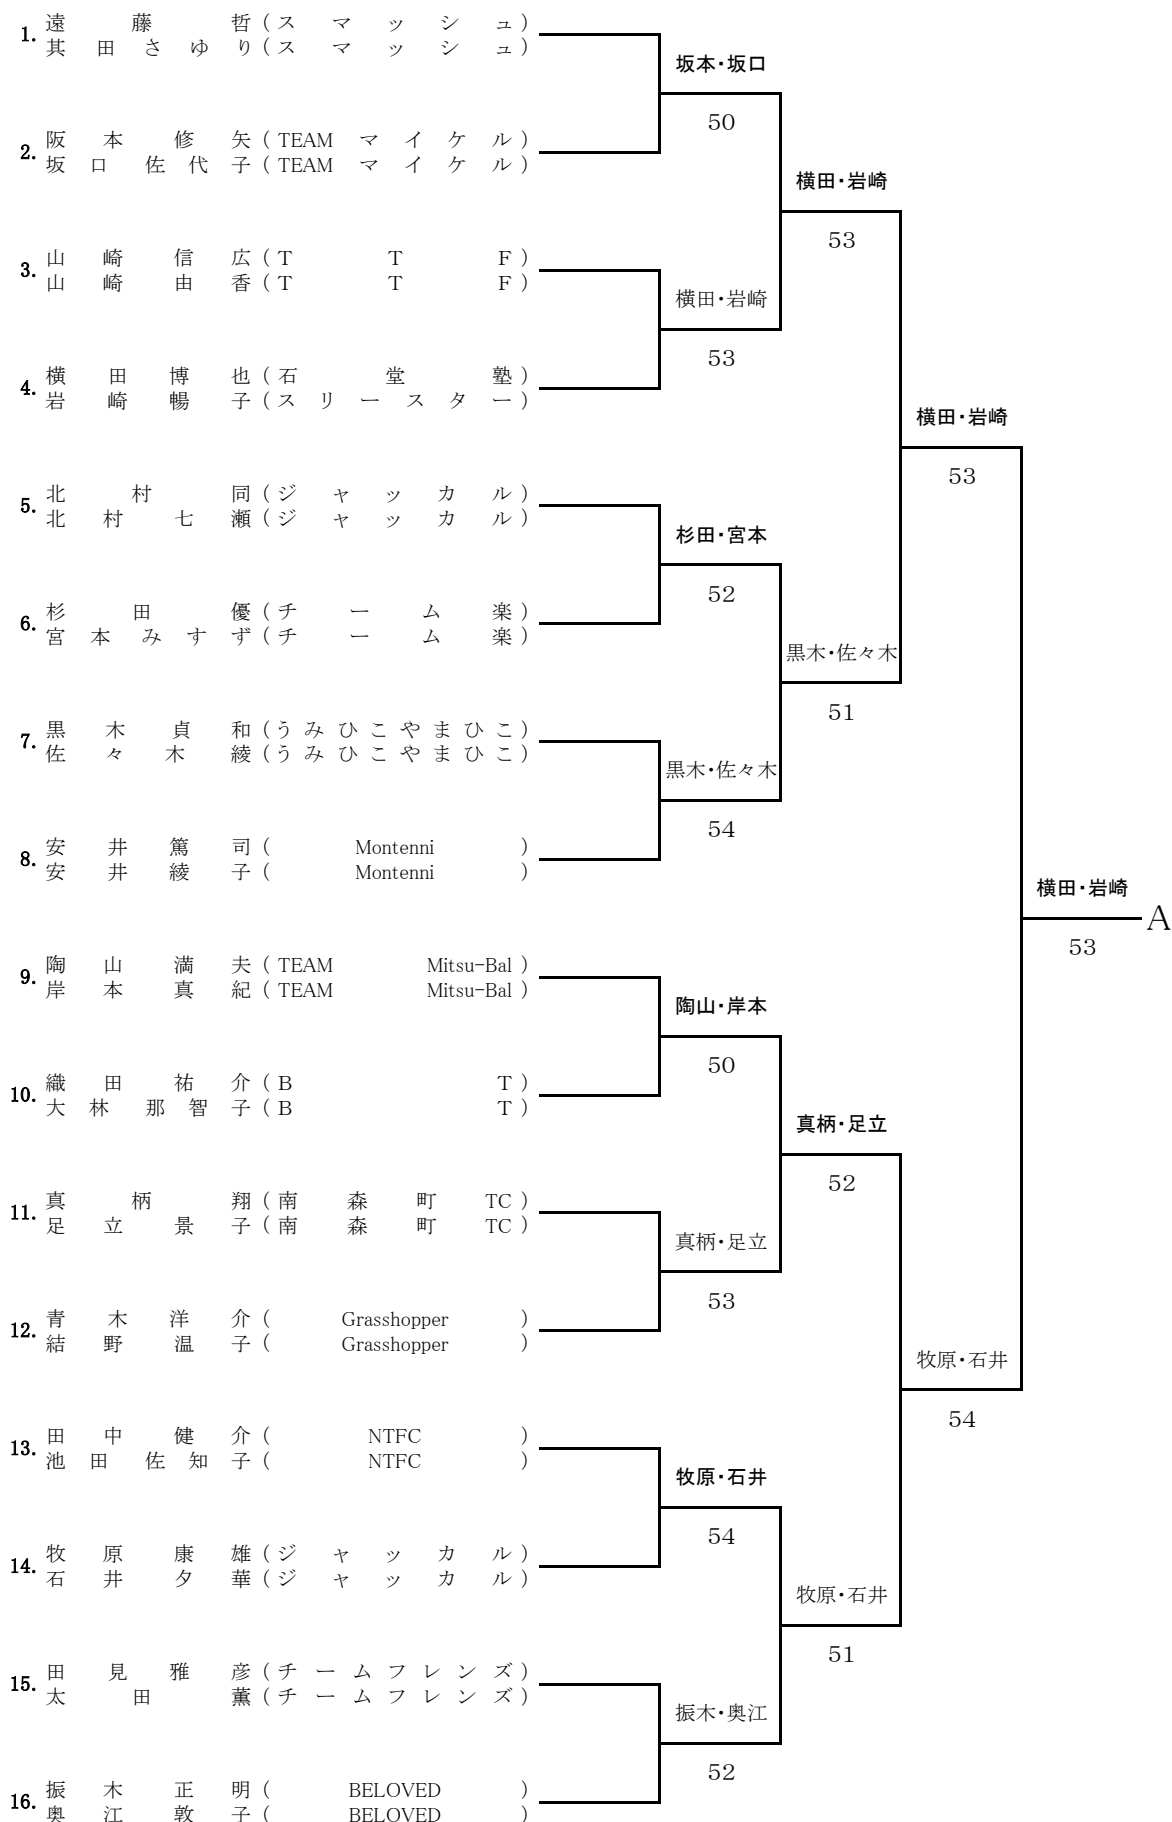 1. 遠藤哲(スマッシュ)
其田さゆり(スマッシュ)
坂本・坂口
50
2. 阪本修矢(TEAMマイケル)
坂口佐代子(TEAMマイケル)
横田・岩崎
53
3. 山崎信広(TTF)
山崎由香(TTF)
横田・岩崎
53
4. 横田博也(石堂塾)
岩崎暢子(スリースター)
横田・岩崎
53
5. 北村同(ジャッカル)
北村七瀬(ジャッカル)
杉田・宮本
52
6. 杉田優(チーム楽)
宮本みすず(チーム楽)
黒木・佐々木
51
7. 黒木貞和(うみひこやまひこ)
佐々木綾(うみひこやまひこ)
黒木・佐々木
54
8. 安井篤司(Montenni)
安井綾子(Montenni)
横田・岩崎
A
53
9. 陶山満夫(TEAM Mitsu-Bal)
岸本真紀(TEAM Mitsu-Bal)
陶山・岸本
50
10. 織田祐介(BT)
大林那智子(BT)
真柄・足立
52
11. 真柄翔(南森町TC)
足立景子(南森町TC)
真柄・足立
53
12. 青木洋介(Grasshopper)
結野温子(Grasshopper)
牧原・石井
54
13. 田中健介(NTFC)
池田佐知子(NTFC)
牧原・石井
54
14. 牧原康雄(ジャッカル)
石井夕華(ジャッカル)
牧原・石井
51
15. 田見雅彦(チームフレンズ)
太田薫(チームフレンズ)
振木・奥江
52
16. 振木正明(BELOVED)
奥江敦子(BELOVED)